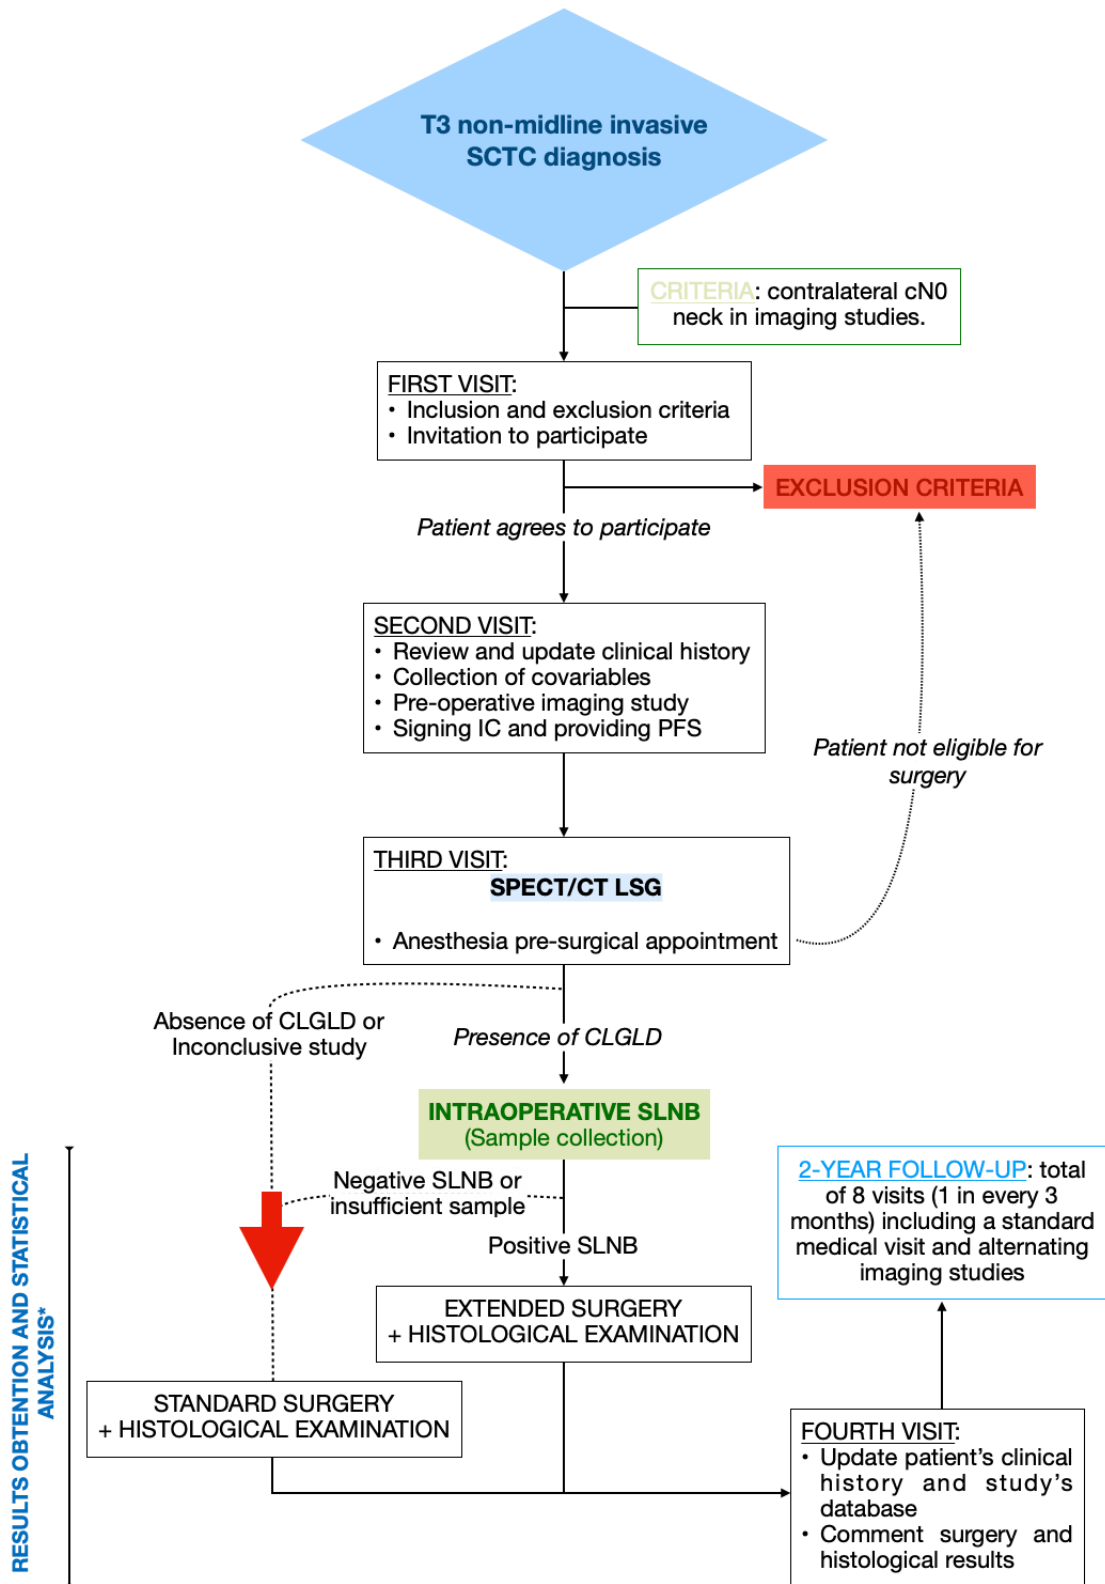 T3 non-midline invasive
SCTC diagnosis
CRITERIA: contralateral cN0
neck in imaging studies.
FIRST VISIT:
• Inclusion and exclusion criteria
• Invitation to participate
EXCLUSION CRITERIA
Patient agrees to participate
SECOND VISIT:
• Review and update clinical history
• Collection of covariables
• Pre-operative imaging study
• Signing IC and providing PFS
Patient not eligible for
surgery
THIRD VISIT:
SPECT/CT LSG
• Anesthesia pre-surgical appointment
Absence of CLGLD or
Inconclusive study
Presence of CLGLD
INTRAOPERATIVE SLNB
(Sample collection)
Negative SLNB or
insufficient sample
Positive SLNB
2-YEAR FOLLOW-UP: total
of 8 visits (1 in every 3
months) including a standard
medical visit and alternating
imaging studies
EXTENDED SURGERY
+ HISTOLOGICAL EXAMINATION
STANDARD SURGERY
+ HISTOLOGICAL EXAMINATION
FOURTH VISIT:
• Update patient's clinical
history and study's
database
• Comment surgery and
histological results
RESULTS OBTENTION AND STATISTICAL
ANALYSIS*